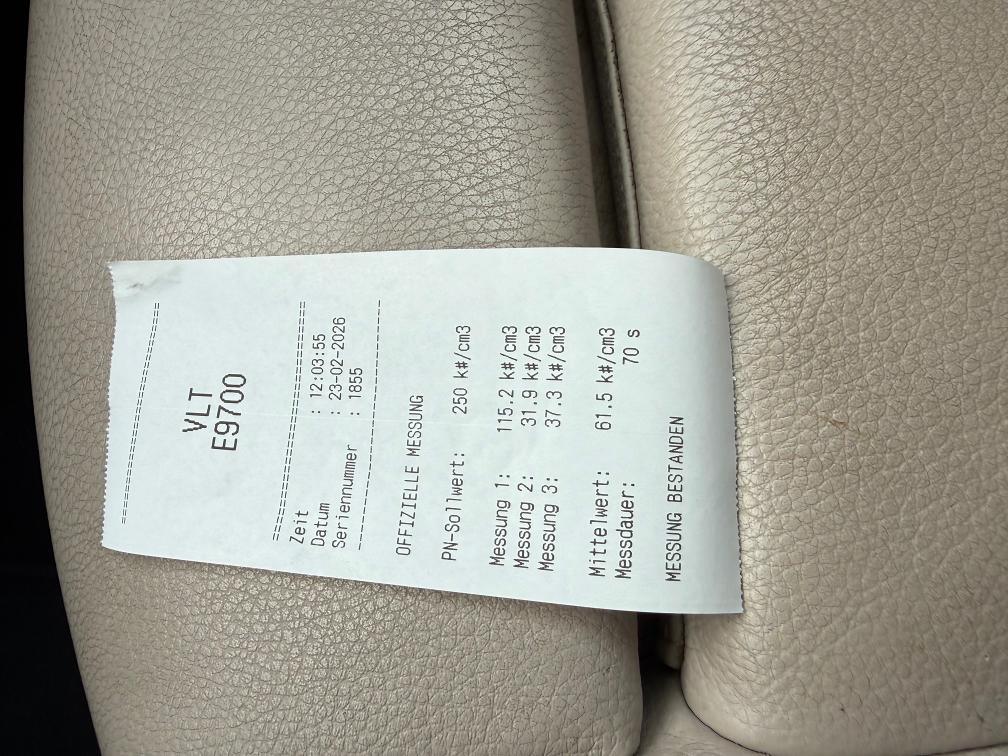 ================================
VLT
E9700
================================
Zeit : 12:03:55
Datum : 23-02-2026
Seriennummer : 1855
--------------------------------
OFFIZIELLE MESSUNG
PN-Sollwert: 250 k#/cm3
Messung 1: 115.2 k#/cm3
Messung 2: 31.9 k#/cm3
Messung 3: 37.3 k#/cm3
Mittelwert: 61.5 k#/cm3
Messdauer: 70 s
MESSUNG BESTANDEN